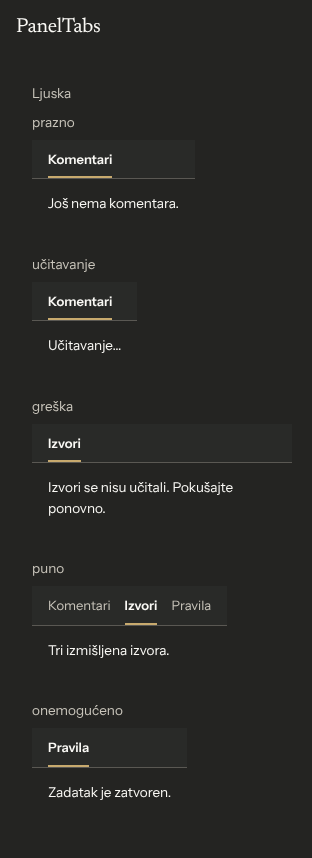 PanelTabs
Ljuska
prazno
Komentari
Još nema komentara.
učitavanje
Komentari
Učitavanje…
greška
Izvori
Izvori se nisu učitali. Pokušajte
ponovno.
puno
Komentari Izvori Pravila
Tri izmišljena izvora.
onemogućeno
Pravila
Zadatak je zatvoren.